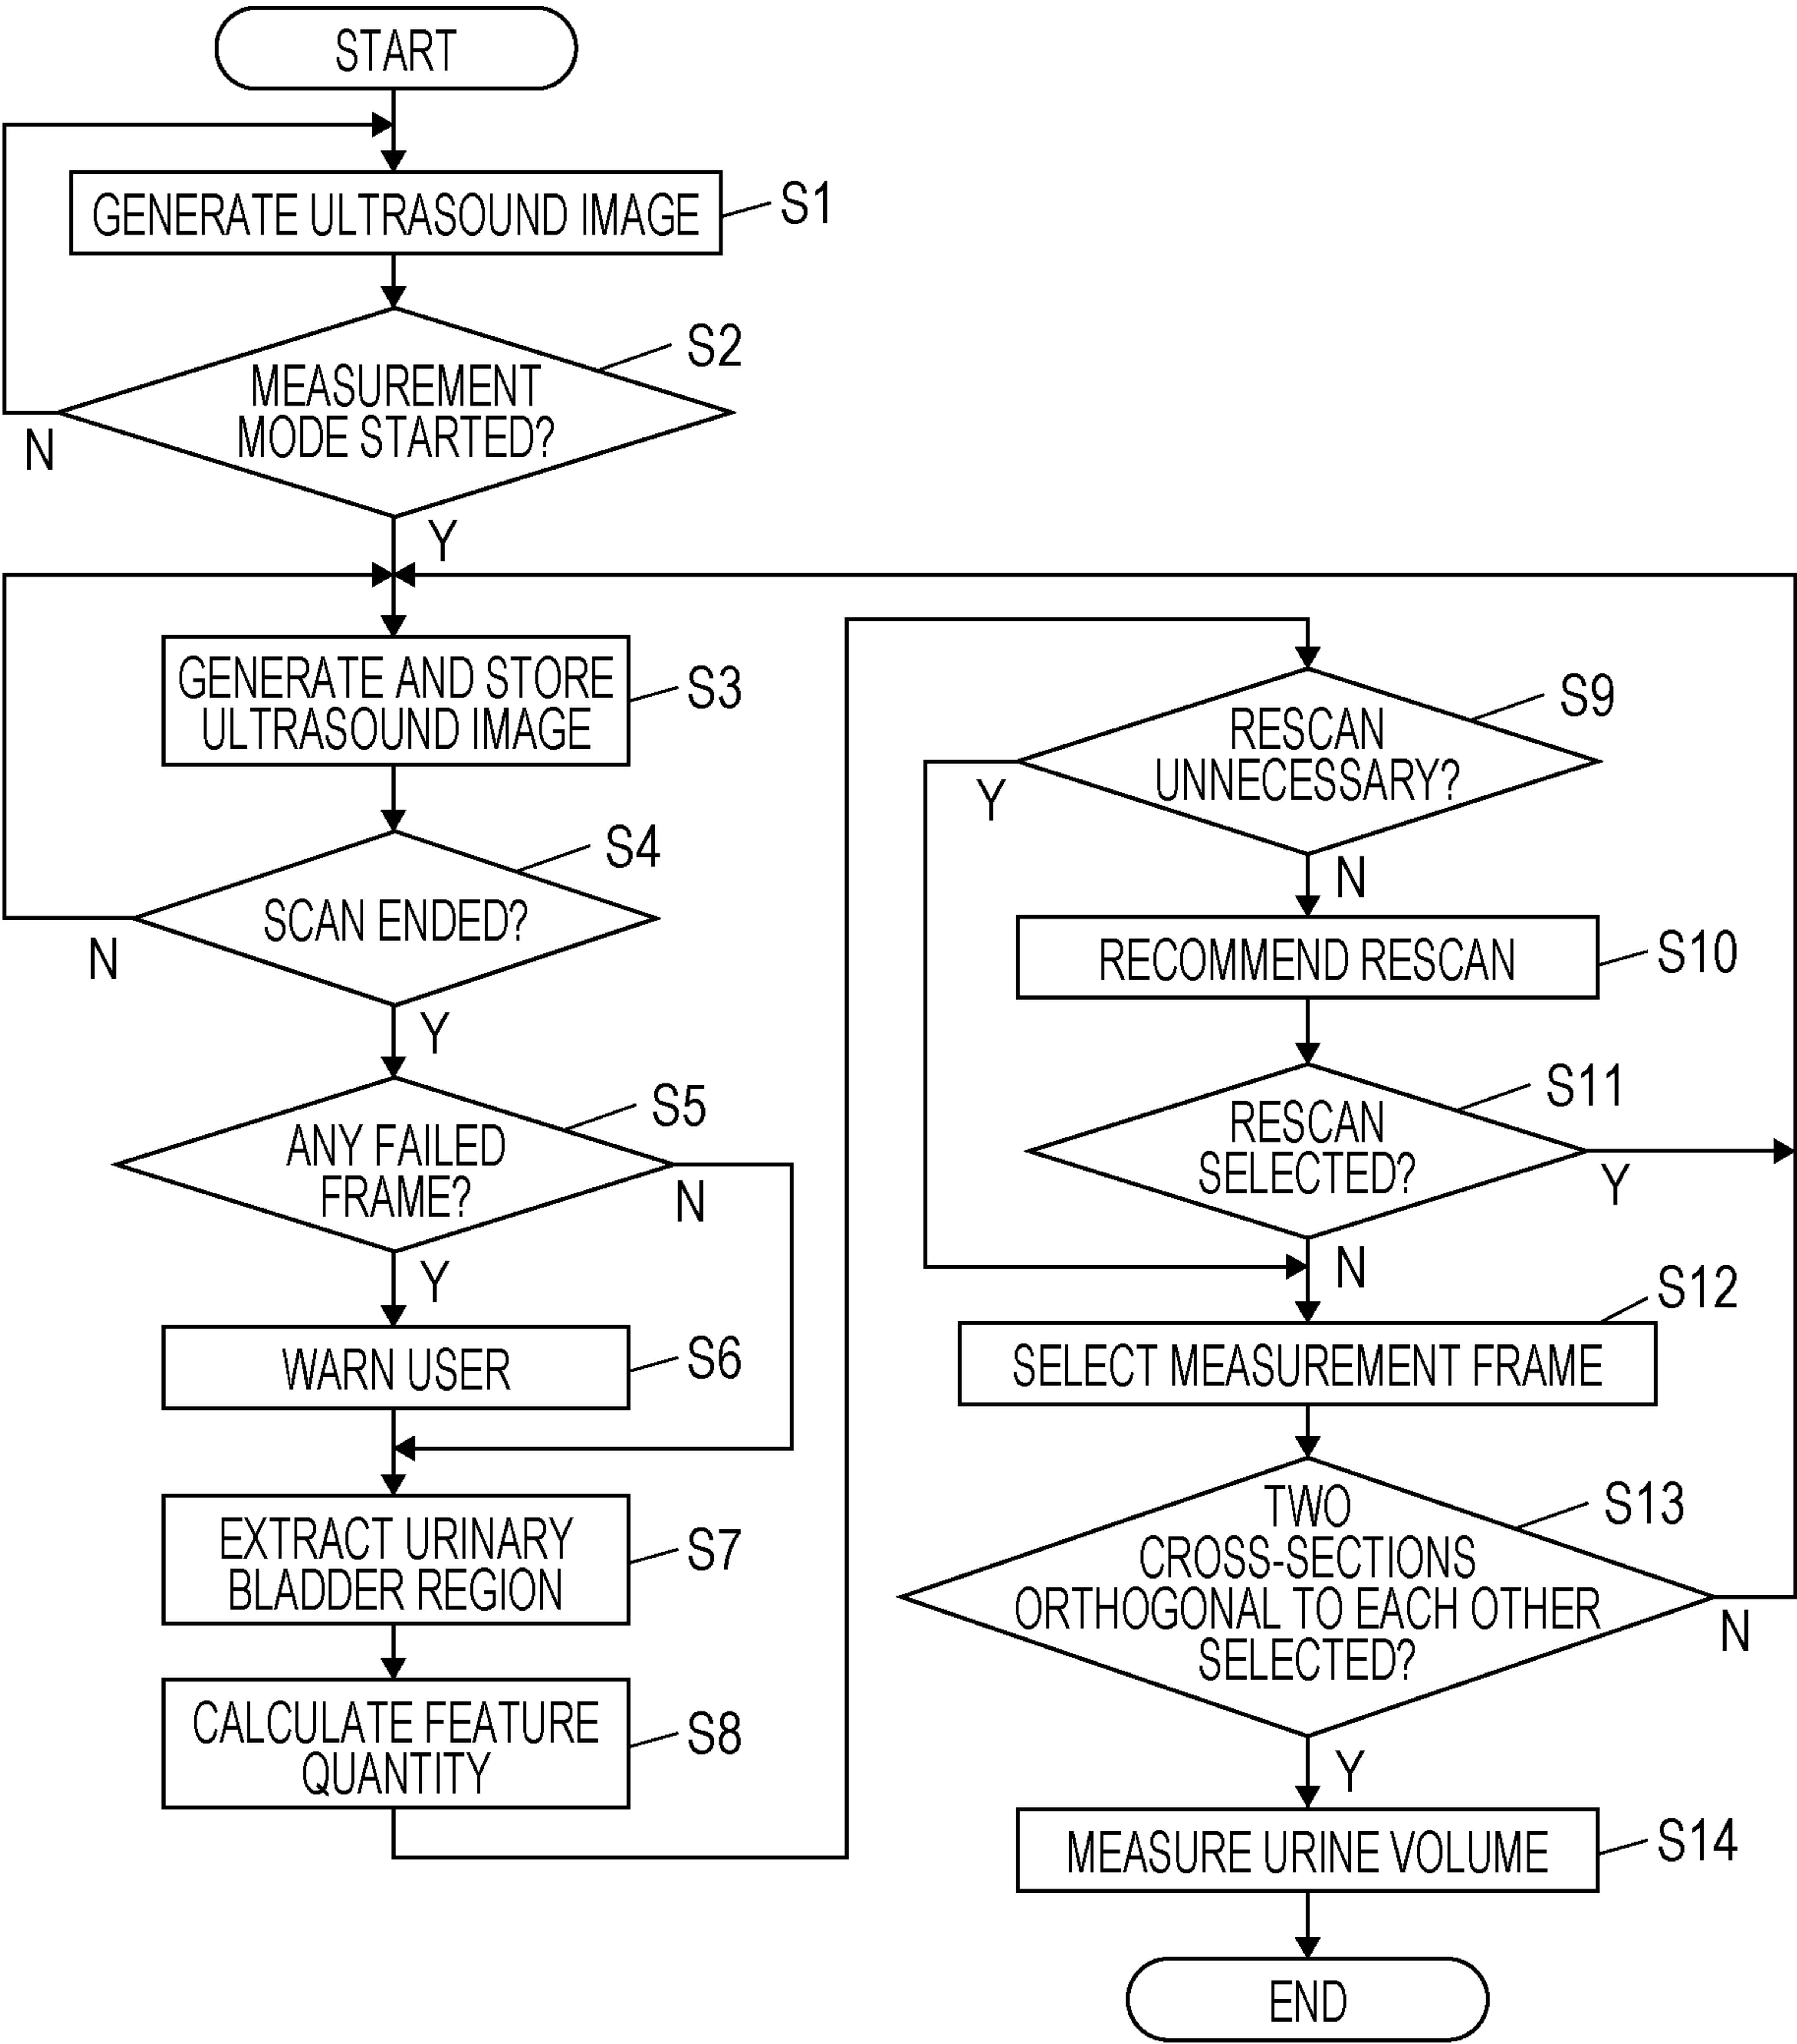 START
GENERATE ULTRASOUND IMAGE
S1
MEASUREMENT
MODE STARTED?
S2
N
Y
GENERATE AND STORE
ULTRASOUND IMAGE
S3
SCAN ENDED?
S4
N
Y
ANY FAILED
FRAME?
S5
N
Y
WARN USER
S6
EXTRACT URINARY
BLADDER REGION
S7
CALCULATE FEATURE
QUANTITY
S8
RESCAN
UNNECESSARY?
S9
Y
N
RECOMMEND RESCAN
S10
RESCAN
SELECTED?
S11
Y
N
SELECT MEASUREMENT FRAME
S12
TWO
CROSS-SECTIONS
ORTHOGONAL TO EACH OTHER
SELECTED?
S13
N
Y
MEASURE URINE VOLUME
S14
END